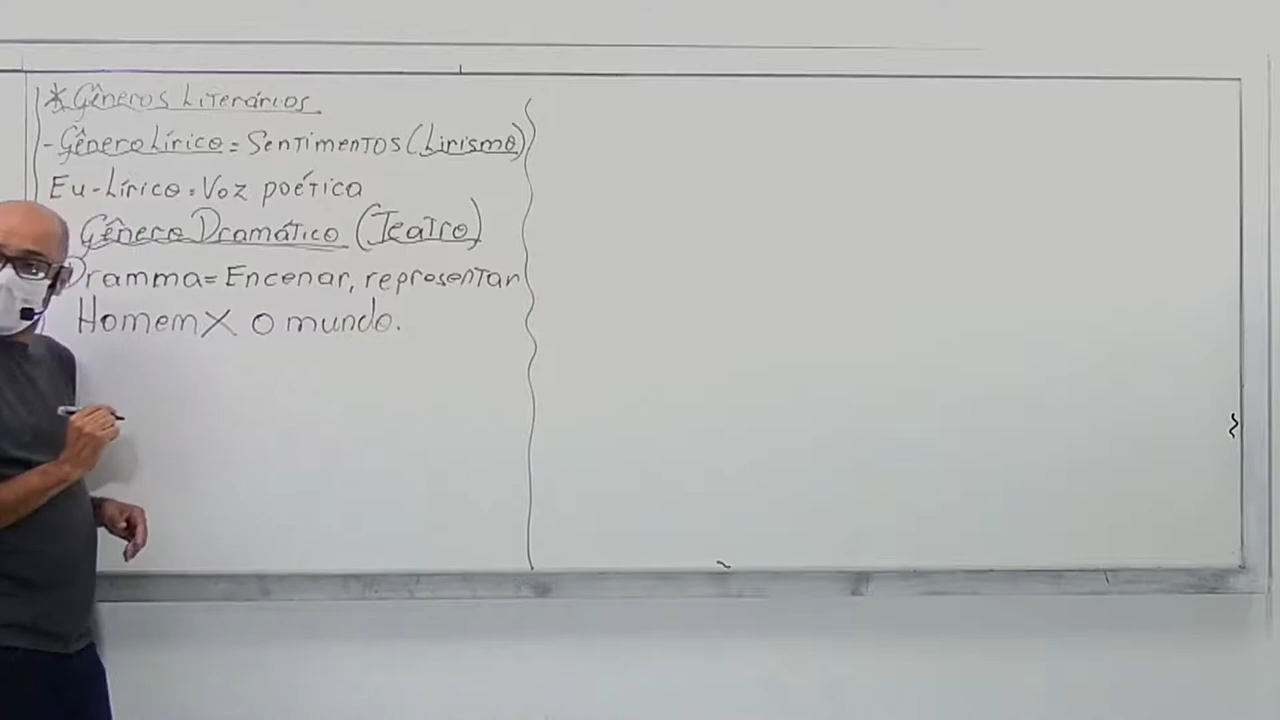 * Gêneros Literários
- Gênero Lírico = Sentimentos (Lirismo)
Eu-Lírico = Voz poética
Gênero Dramático (Teatro)
Dramma = Encenar, representar
Homem X o mundo.